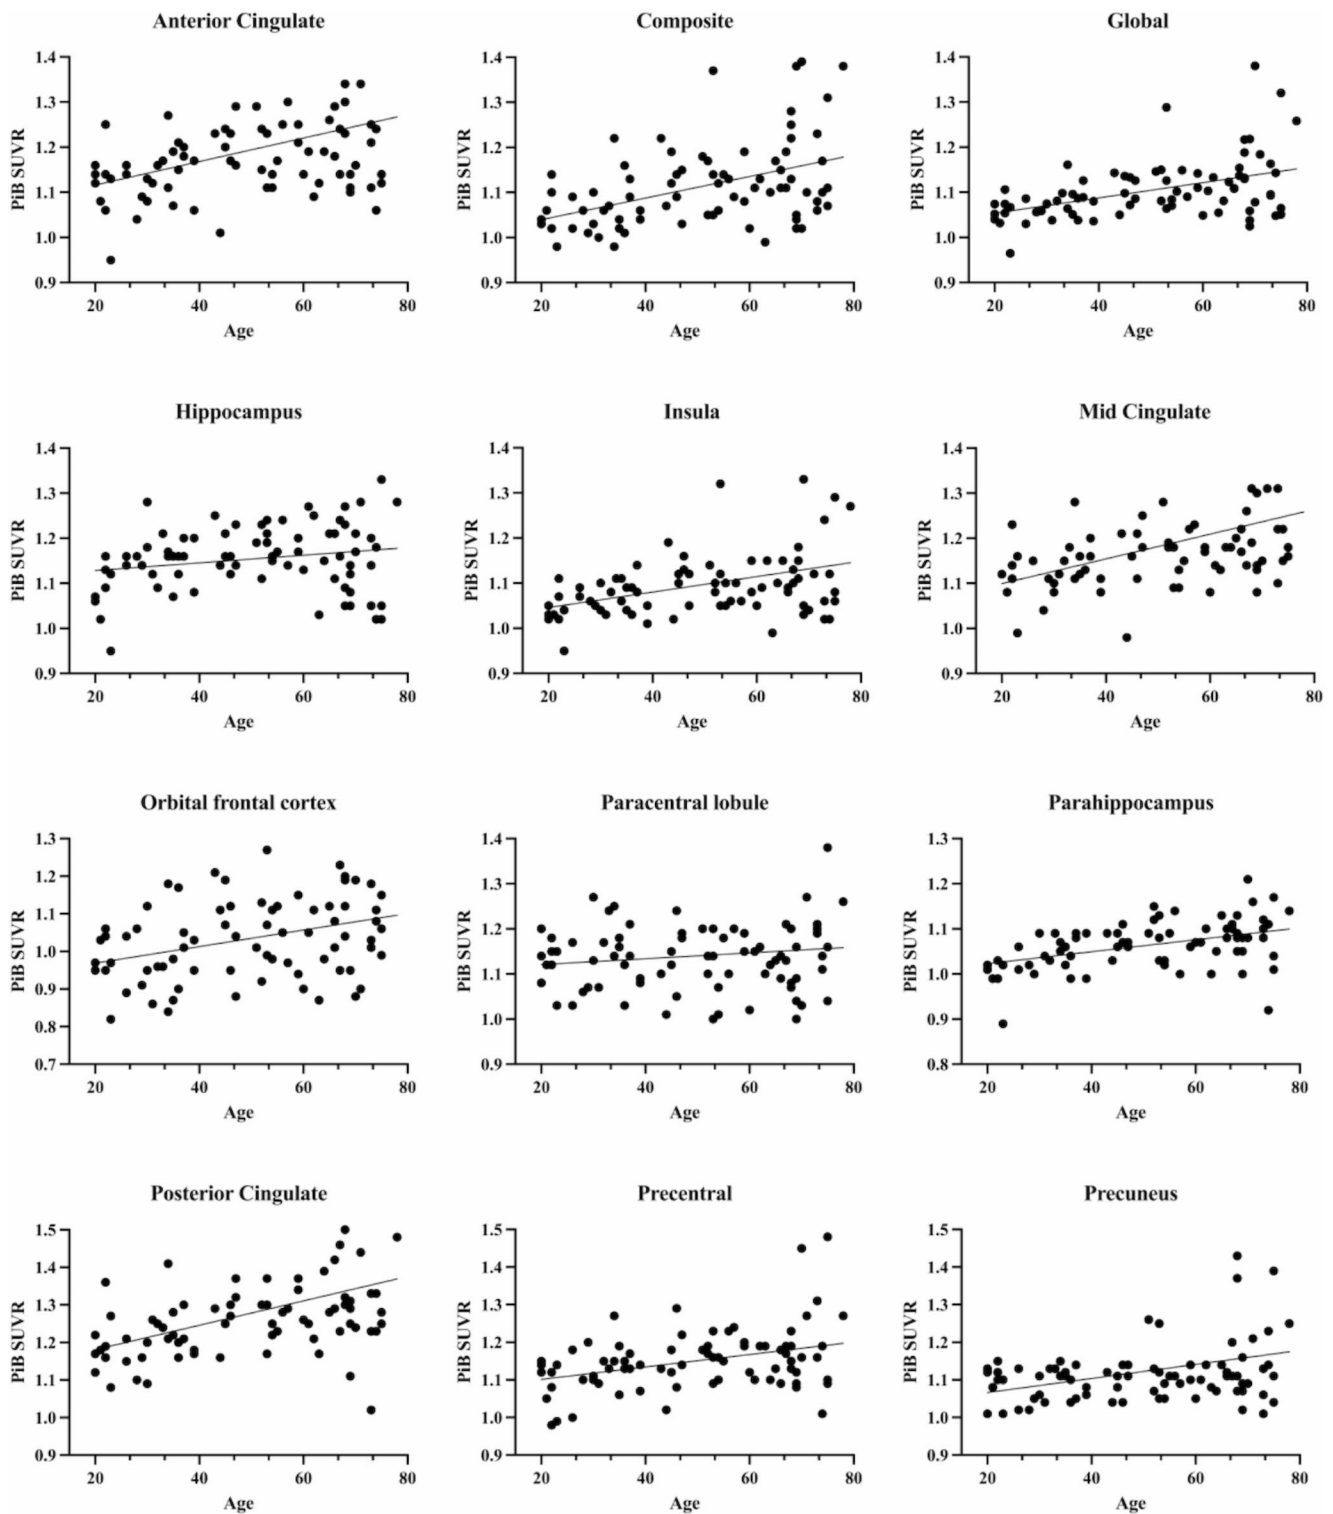 Anterior Cingulate
PiB SUVR
1.4
1.3
1.2
1.1
1.0
0.9
20 40 60 80
Age
Composite
PiB SUVR
1.4
1.3
1.2
1.1
1.0
0.9
20 40 60 80
Age
Global
PiB SUVR
1.4
1.3
1.2
1.1
1.0
0.9
20 40 60 80
Age
Hippocampus
PiB SUVR
1.4
1.3
1.2
1.1
1.0
0.9
20 40 60 80
Age
Insula
PiB SUVR
1.4
1.3
1.2
1.1
1.0
0.9
20 40 60 80
Age
Mid Cingulate
PiB SUVR
1.4
1.3
1.2
1.1
1.0
0.9
20 40 60 80
Age
Orbital frontal cortex
PiB SUVR
1.3
1.2
1.1
1.0
0.9
0.8
0.7
20 40 60 80
Age
Paracentral lobule
PiB SUVR
1.4
1.3
1.2
1.1
1.0
0.9
20 40 60 80
Age
Parahippocampus
PiB SUVR
1.3
1.2
1.1
1.0
0.9
0.8
20 40 60 80
Age
Posterior Cingulate
PiB SUVR
1.5
1.4
1.3
1.2
1.1
1.0
0.9
20 40 60 80
Age
Precentral
PiB SUVR
1.5
1.4
1.3
1.2
1.1
1.0
0.9
20 40 60 80
Age
Precuneus
PiB SUVR
1.5
1.4
1.3
1.2
1.1
1.0
0.9
20 40 60 80
Age